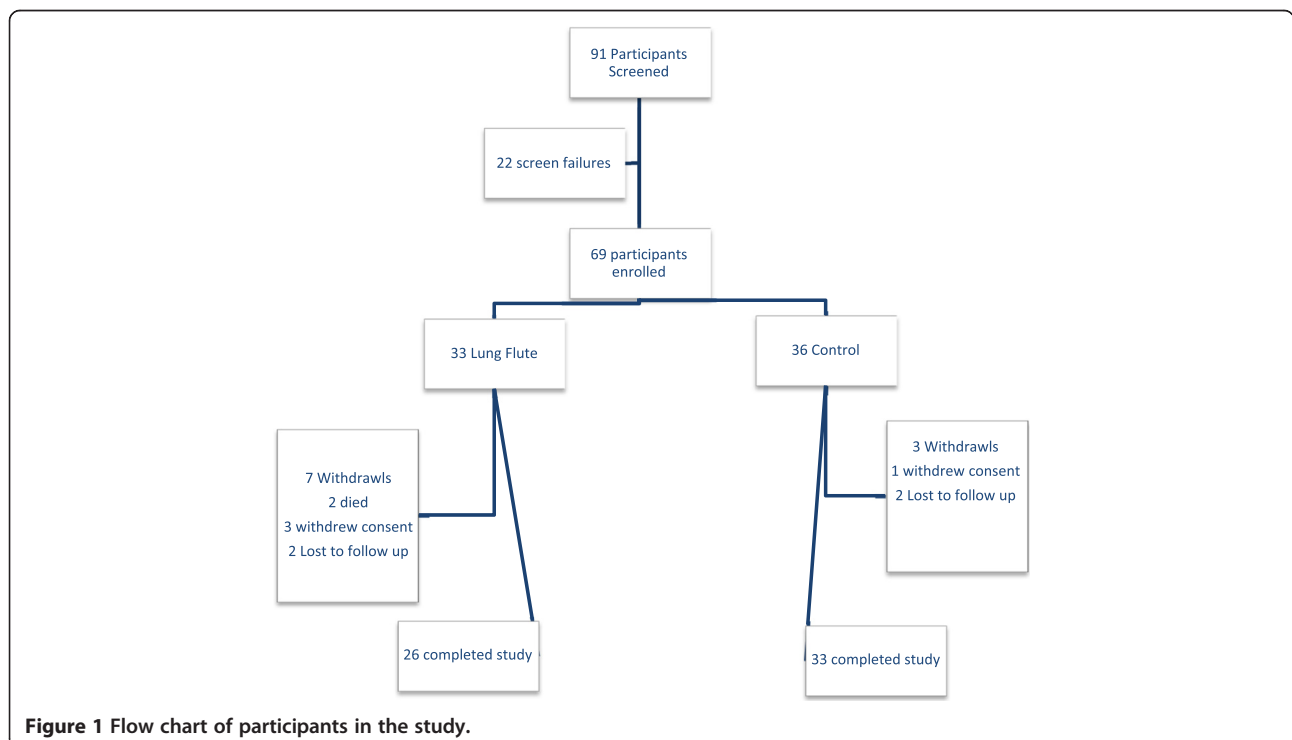 91 Participants
Screened
22 screen failures
69 participants
enrolled
33 Lung Flute
36 Control
7 Withdrawls
2 died
3 withdrew consent
2 Lost to follow up
3 Withdrawls
1 withdrew consent
2 Lost to follow up
26 completed study
33 completed study
Figure 1 Flow chart of participants in the study.